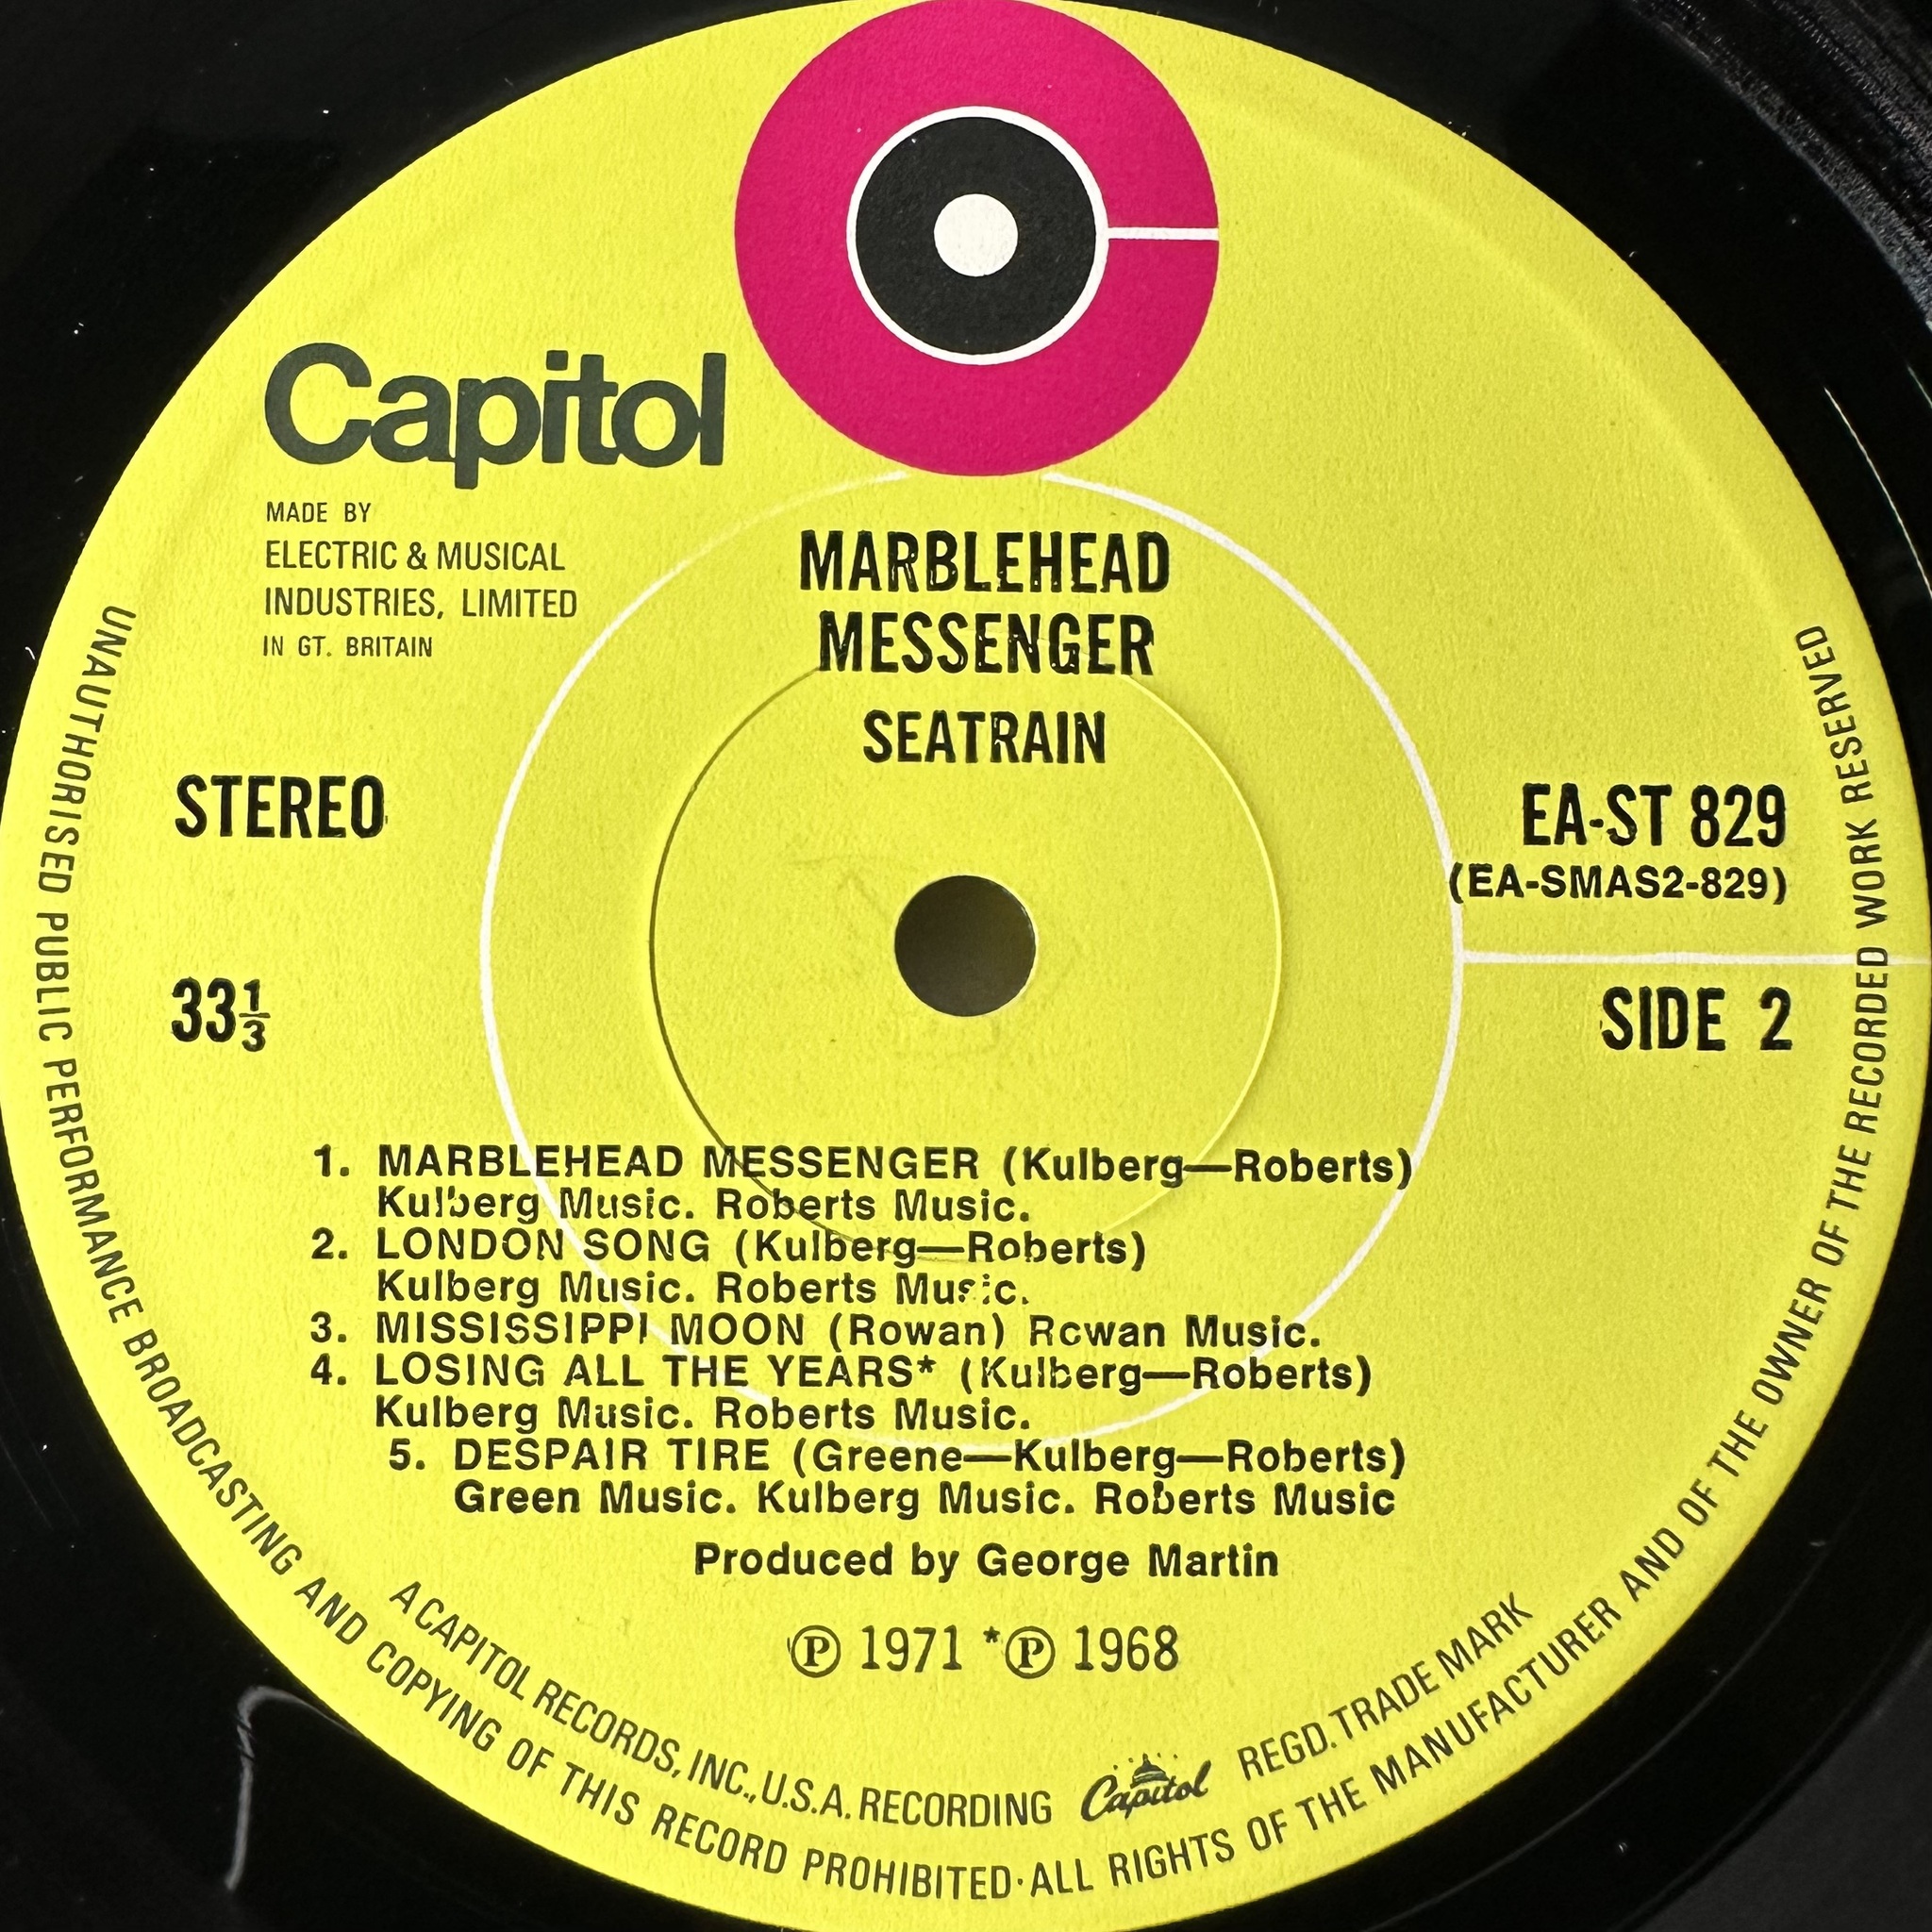 Capitol
MADE BY
ELECTRIC & MUSICAL
INDUSTRIES, LIMITED
IN GT. BRITAIN
MARBLEHEAD
MESSENGER
SEATRAIN
STEREO
33 1/3
EA-ST 829
(EA-SMAS2-829)
SIDE 2
1. MARBLEHEAD MESSENGER (Kulberg—Roberts)
Kulberg Music. Roberts Music.
2. LONDON SONG (Kulberg—Roberts)
Kulberg Music. Roberts Music.
3. MISSISSIPPI MOON (Rowan) Rowan Music.
4. LOSING ALL THE YEARS* (Kulberg—Roberts)
Kulberg Music. Roberts Music.
5. DESPAIR TIRE (Greene—Kulberg—Roberts)
Green Music. Kulberg Music. Roberts Music
Produced by George Martin
℗ 1971 *℗ 1968
A CAPITOL RECORDS, INC., U.S.A. RECORDING Capitol REGD. TRADE MARK
UNAUTHORISED PUBLIC PERFORMANCE BROADCASTING AND COPYING OF THIS RECORD PROHIBITED·ALL RIGHTS OF THE MANUFACTURER AND OF THE OWNER OF THE RECORDED WORK RESERVED